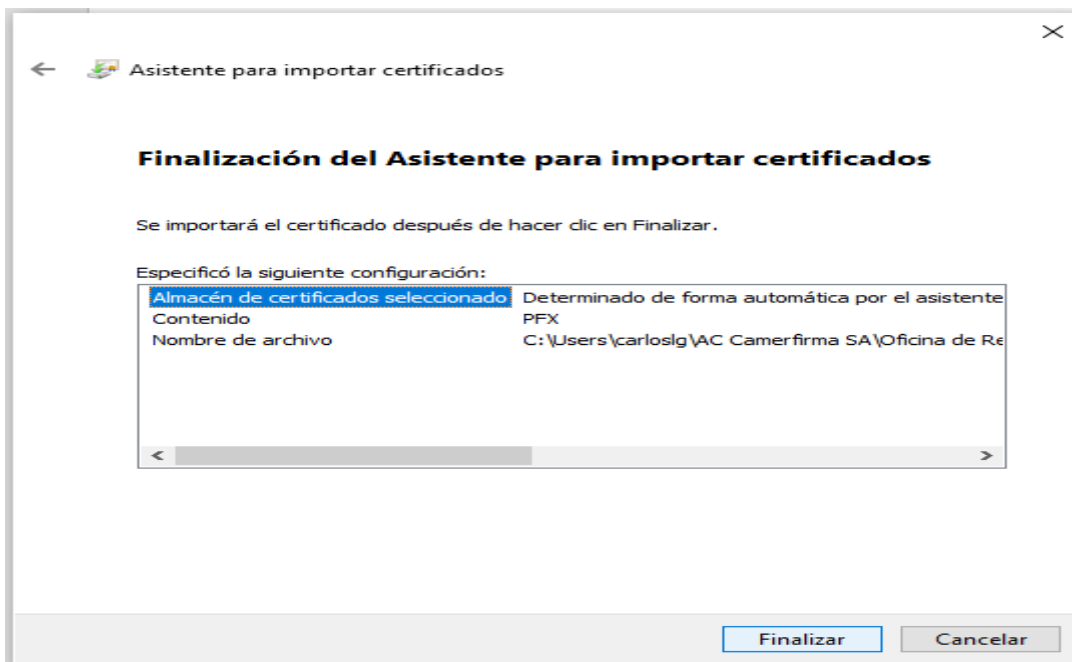 Asistente para importar certificados
Finalización del Asistente para importar certificados
Se importará el certificado después de hacer clic en Finalizar.
Especificó la siguiente configuración:
Almacén de certificados seleccionado Determinado de forma automática por el asistente
Contenido PFX
Nombre de archivo C:\Users\carloslg\AC Camerfirma SA\Oficina de Re
Finalizar Cancelar